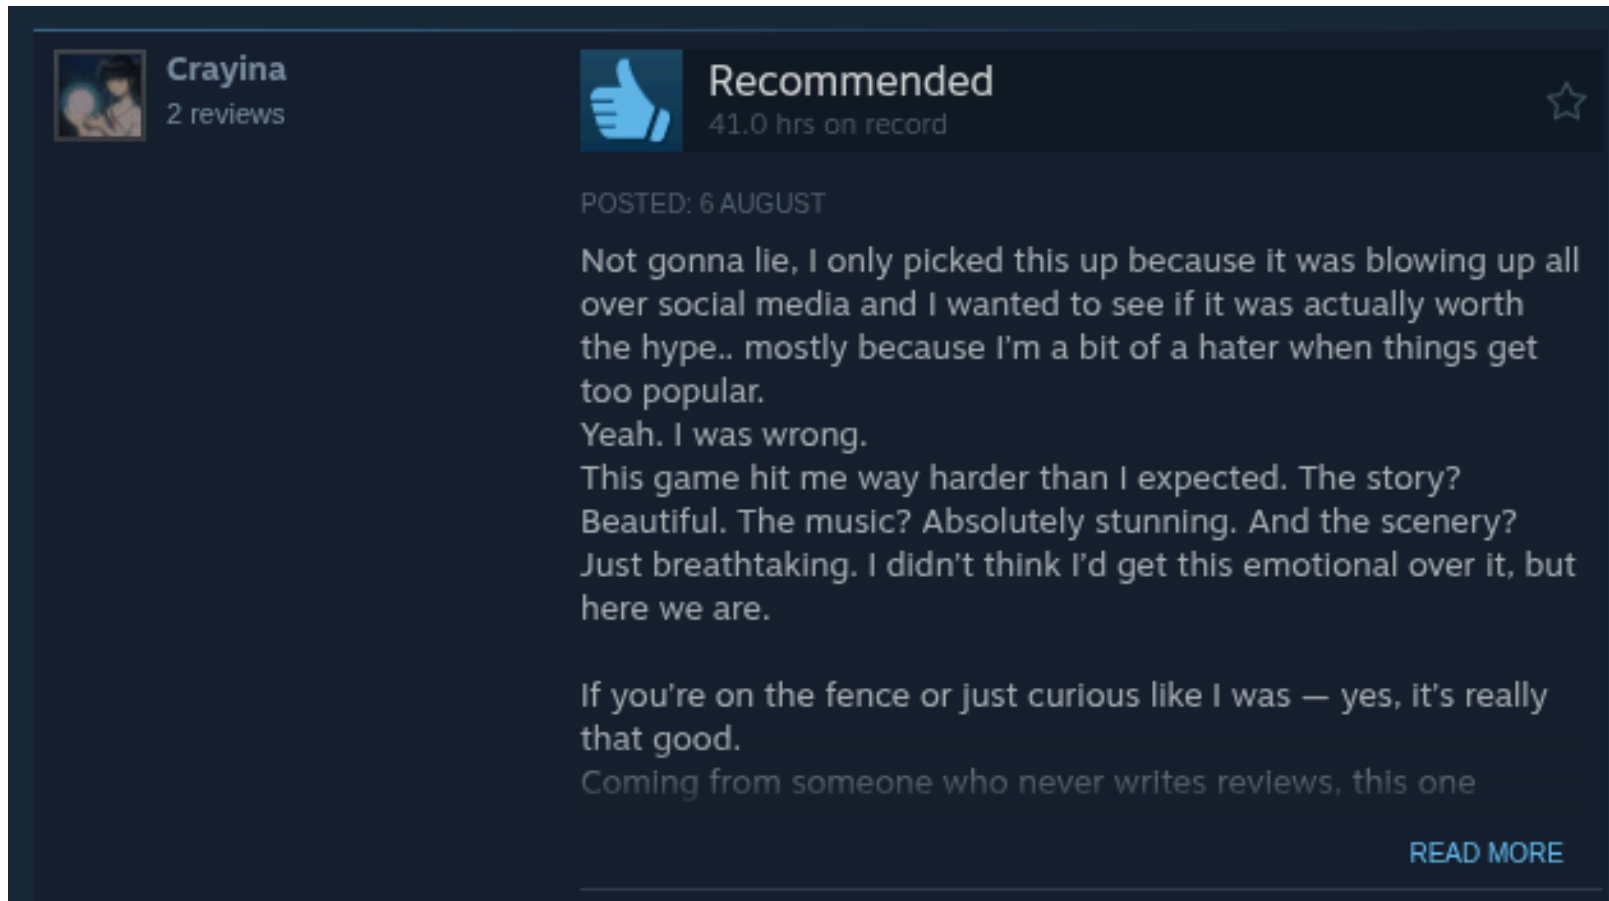 Crayina
2 reviews
Recommended
41.0 hrs on record
POSTED: 6 AUGUST
Not gonna lie, I only picked this up because it was blowing up all
over social media and I wanted to see if it was actually worth
the hype.. mostly because I'm a bit of a hater when things get
too popular.
Yeah. I was wrong.
This game hit me way harder than I expected. The story?
Beautiful. The music? Absolutely stunning. And the scenery?
Just breathtaking. I didn't think I'd get this emotional over it, but
here we are.
If you're on the fence or just curious like I was — yes, it's really
that good.
Coming from someone who never writes reviews, this one
READ MORE